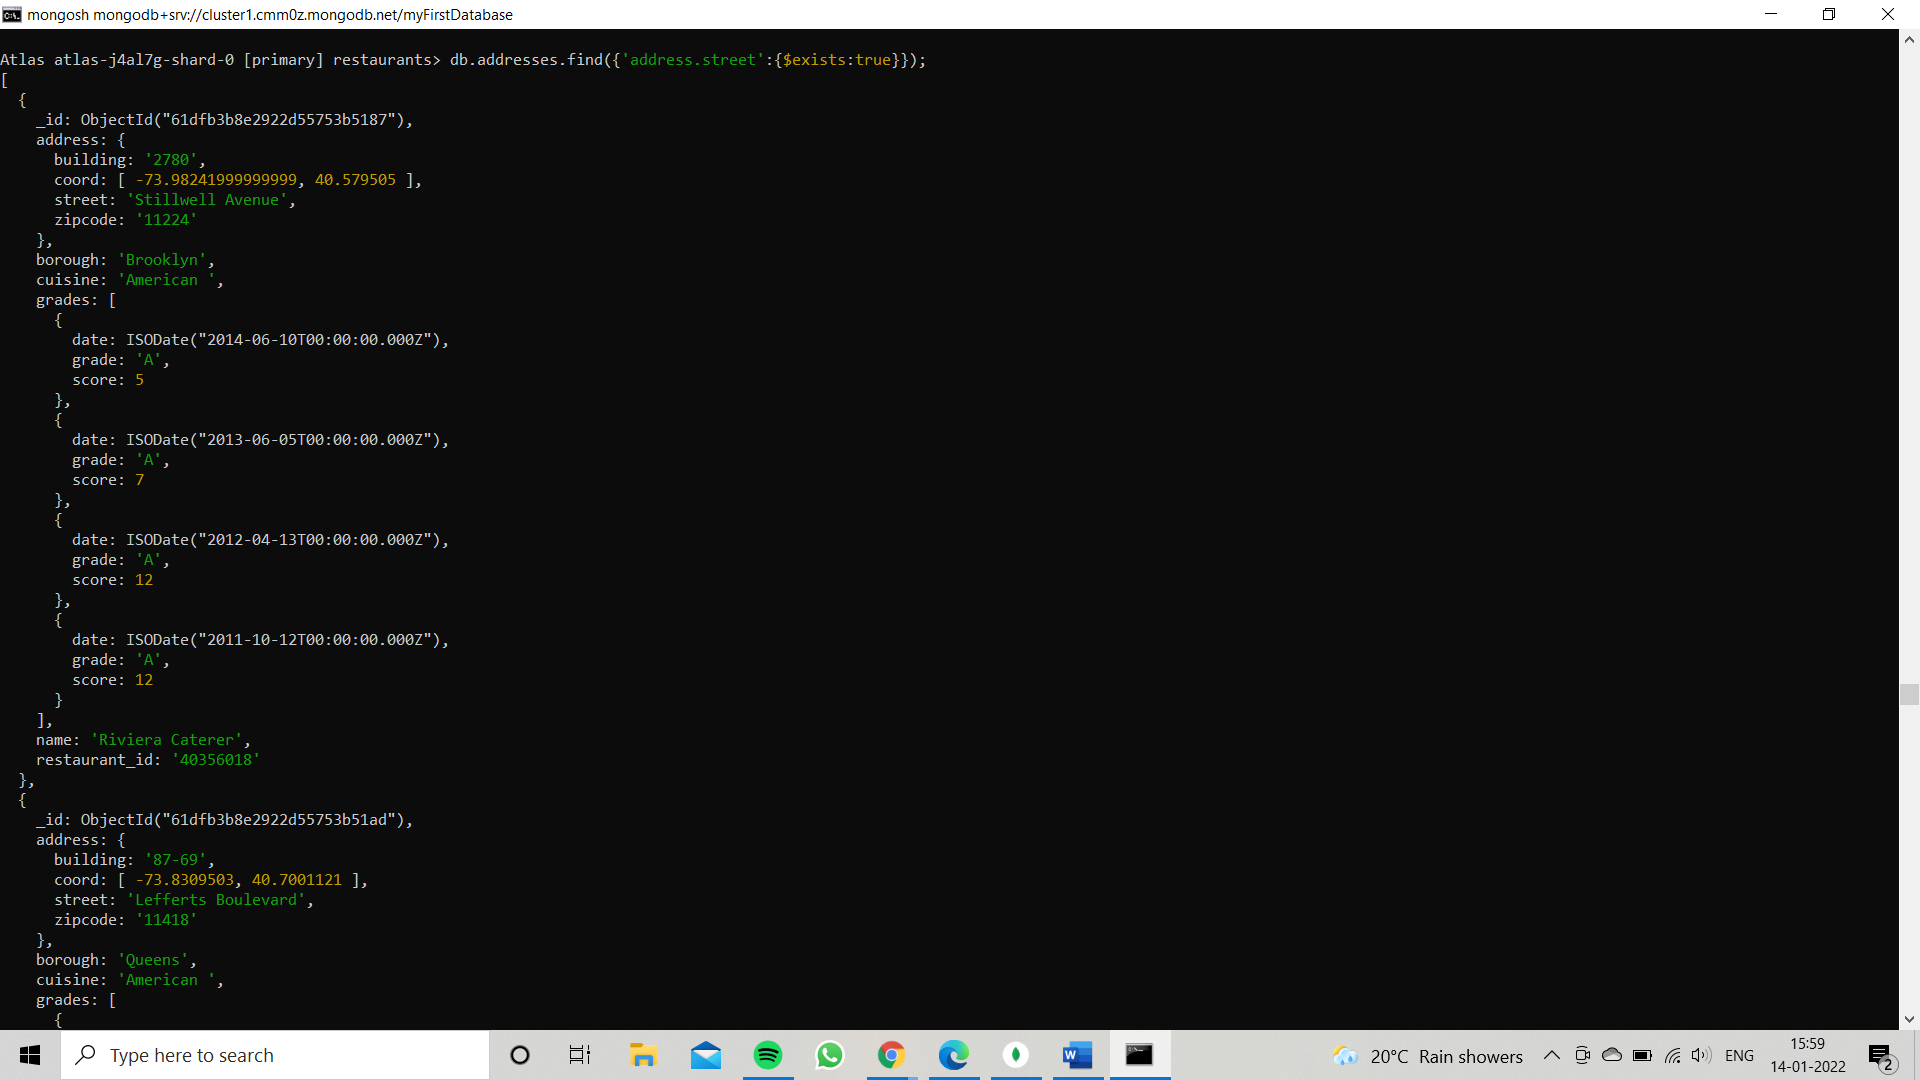 mongosh mongodb+srv://cluster1.cmm0z.mongodb.net/myFirstDatabase
Atlas atlas-j4al7g-shard-0 [primary] restaurants> db.addresses.find({'address.street':{$exists:true}});
[
  {
    _id: ObjectId("61dfb3b8e2922d55753b5187"),
    address: {
      building: '2780',
      coord: [ -73.98241999999999, 40.579505 ],
      street: 'Stillwell Avenue',
      zipcode: '11224'
    },
    borough: 'Brooklyn',
    cuisine: 'American ',
    grades: [
      {
        date: ISODate("2014-06-10T00:00:00.000Z"),
        grade: 'A',
        score: 5
      },
      {
        date: ISODate("2013-06-05T00:00:00.000Z"),
        grade: 'A',
        score: 7
      },
      {
        date: ISODate("2012-04-13T00:00:00.000Z"),
        grade: 'A',
        score: 12
      },
      {
        date: ISODate("2011-10-12T00:00:00.000Z"),
        grade: 'A',
        score: 12
      }
    ],
    name: 'Riviera Caterer',
    restaurant_id: '40356018'
  },
  {
    _id: ObjectId("61dfb3b8e2922d55753b51ad"),
    address: {
      building: '87-69',
      coord: [ -73.8309503, 40.7001121 ],
      street: 'Lefferts Boulevard',
      zipcode: '11418'
    },
    borough: 'Queens',
    cuisine: 'American ',
    grades: [
      {
Type here to search
W
20°C Rain showers
ENG
15:59
14-01-2022
2